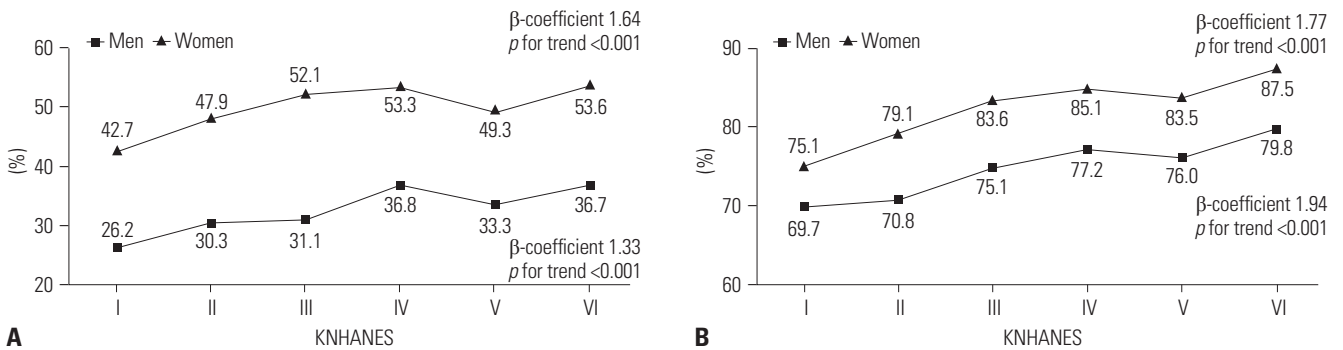 β-coefficient 1.64
p for trend <0.001
60
Men Women
52.1
50
47.9
53.3
53.6
49.3
42.7
(%)
40
36.8
36.7
33.3
30
26.2
30.3
31.1
β-coefficient 1.33
p for trend <0.001
20
I II III IV V VI
A
KNHANES
β-coefficient 1.77
p for trend <0.001
90
Men Women
87.5
85.1
83.6
83.5
79.1
80
75.1
79.8
77.2
76.0
75.1
(%)
70
69.7
70.8
β-coefficient 1.94
p for trend <0.001
60
I II III IV V VI
B
KNHANES